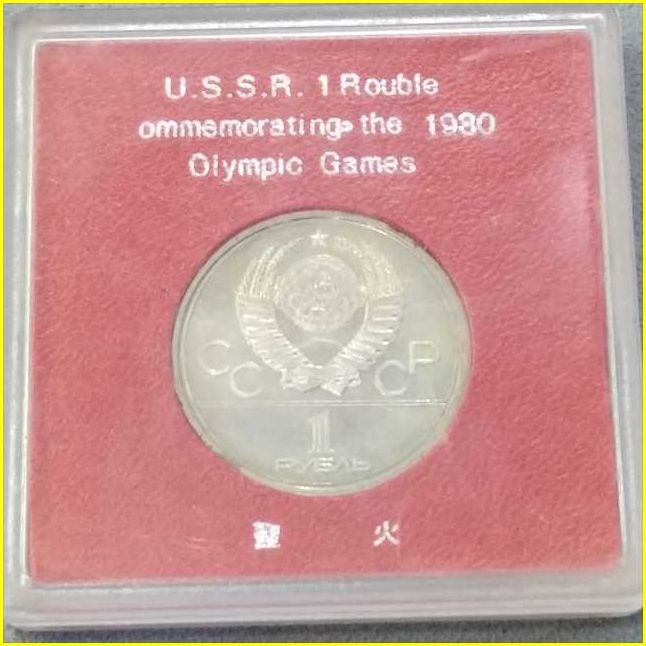 U.S.S.R. 1 Rouble
ommemorating the 1980
Olympic Games
СССР
1
РУБЛЬ
聖 火